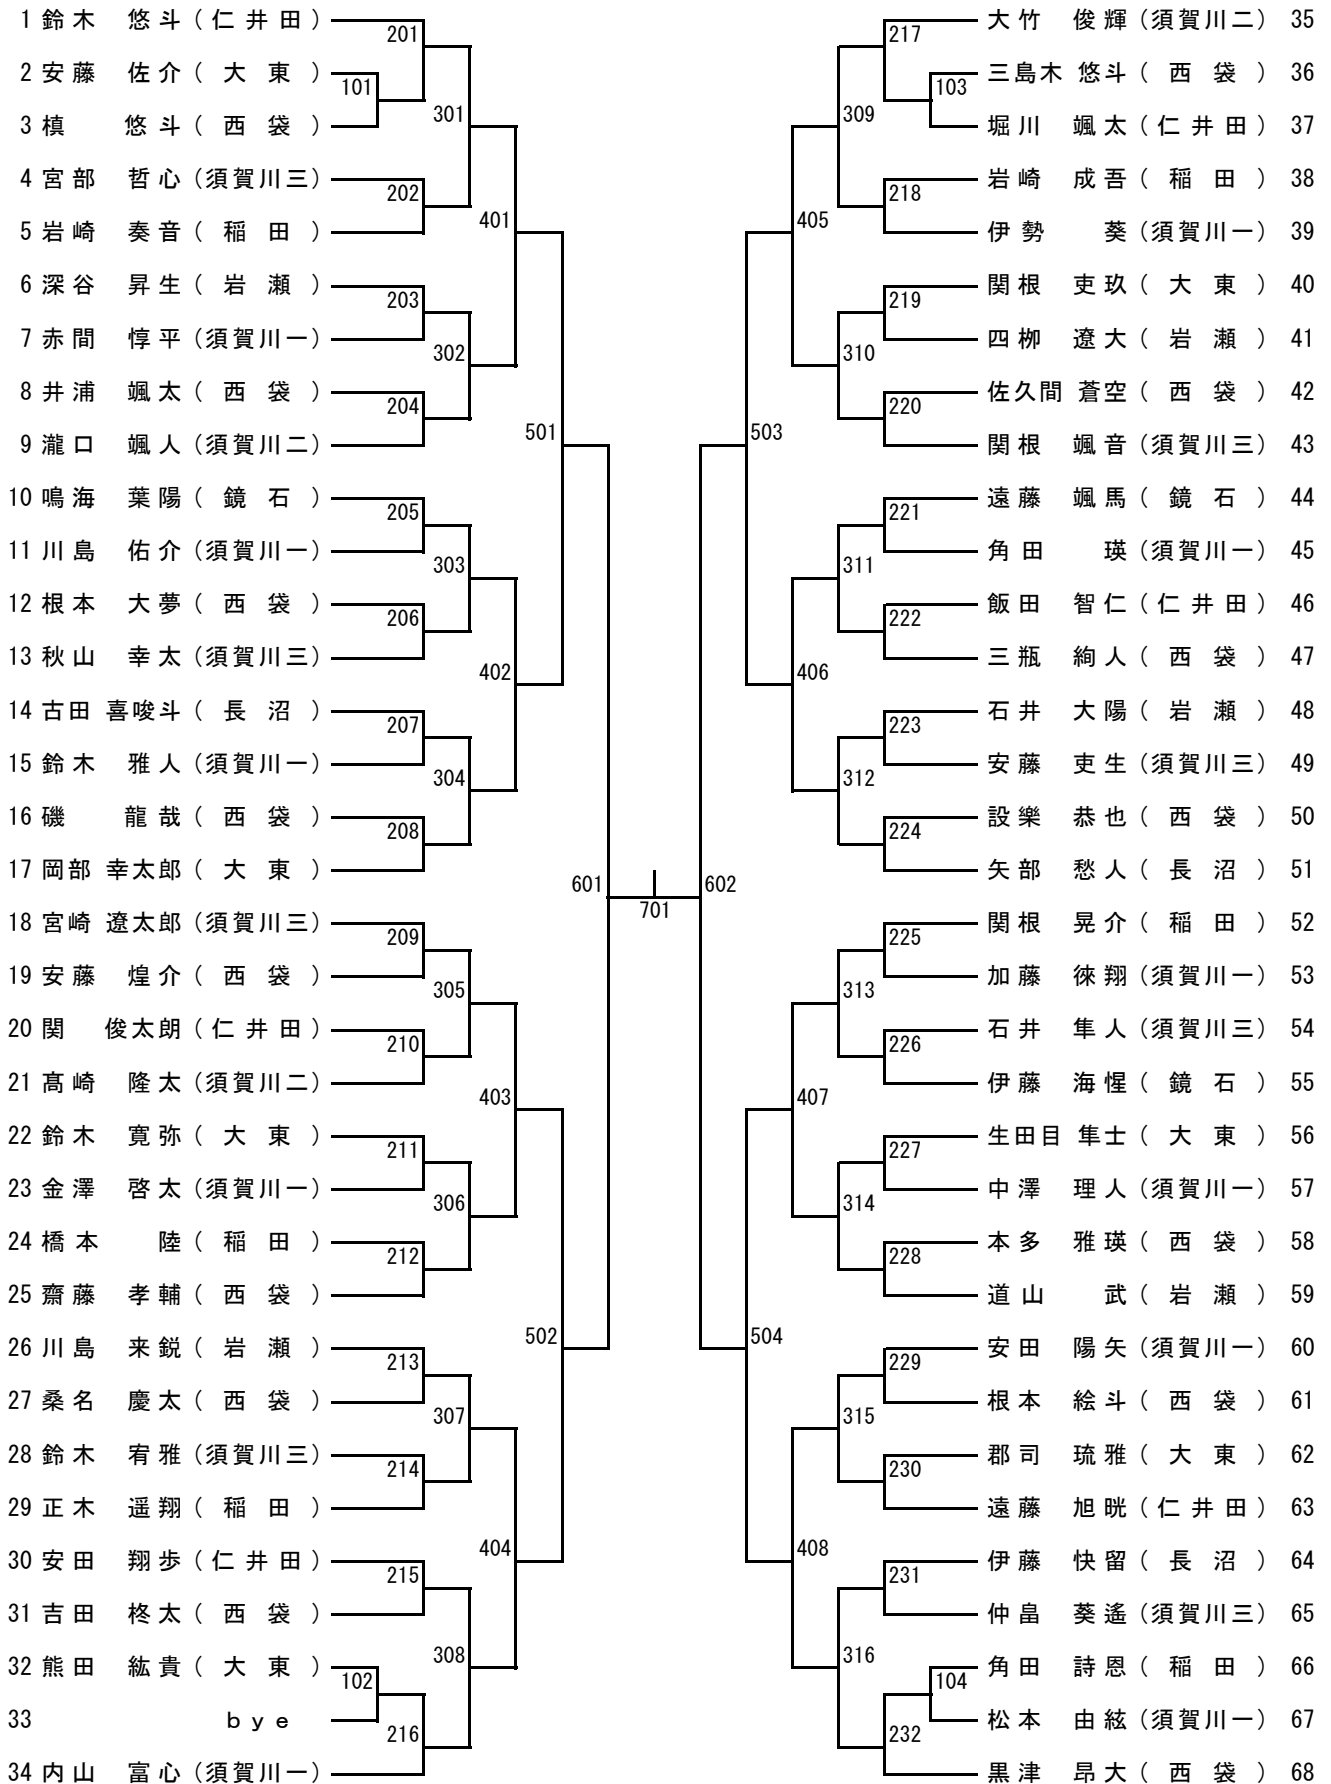 1 鈴木 悠斗 (仁井田)
201
2 安藤 佐介 (大東)
101
3 槙 悠斗 (西袋)
301
4 宮部 哲心 (須賀川三)
202
5 岩崎 奏音 (稲田)
401
6 深谷 昇生 (岩瀬)
203
7 赤間 惇平 (須賀川一)
302
8 井浦 颯太 (西袋)
204
9 瀧口 颯人 (須賀川二)
501
10 鳴海 葉陽 (鏡石)
205
11 川島 佑介 (須賀川一)
303
12 根本 大夢 (西袋)
206
13 秋山 幸太 (須賀川三)
402
14 古田 喜唆斗 (長沼)
207
15 鈴木 雅人 (須賀川一)
304
16 磯 龍哉 (西袋)
208
17 岡部 幸太郎 (大東)
601
18 宮崎 遼太郎 (須賀川三)
209
19 安藤 煌介 (西袋)
305
20 関 俊太朗 (仁井田)
210
21 髙崎 隆太 (須賀川二)
403
22 鈴木 寛弥 (大東)
211
23 金澤 啓太 (須賀川一)
306
24 橋本 陸 (稲田)
212
25 齋藤 孝輔 (西袋)
502
26 川島 来鋭 (岩瀬)
213
27 桑名 慶太 (西袋)
307
28 鈴木 宥雅 (須賀川三)
214
29 正木 遥翔 (稲田)
404
30 安田 翔歩 (仁井田)
215
31 吉田 柊太 (西袋)
308
32 熊田 紘貴 (大東)
102
33 bye
216
34 内山 富心 (須賀川一)
701
大竹 俊輝 (須賀川二) 35
217
三島木 悠斗 (西袋) 36
103
309
堀川 颯太 (仁井田) 37
岩崎 成吾 (稲田) 38
218
405
伊勢 葵 (須賀川一) 39
関根 吏玖 (大東) 40
219
四栁 遼大 (岩瀬) 41
310
佐久間 蒼空 (西袋) 42
220
503
関根 颯音 (須賀川三) 43
遠藤 颯馬 (鏡石) 44
221
角田 瑛 (須賀川一) 45
311
飯田 智仁 (仁井田) 46
222
三瓶 絢人 (西袋) 47
406
石井 大陽 (岩瀬) 48
223
安藤 吏生 (須賀川三) 49
312
設樂 恭也 (西袋) 50
224
矢部 愁人 (長沼) 51
602
関根 晃介 (稲田) 52
225
加藤 徠翔 (須賀川一) 53
313
石井 隼人 (須賀川三) 54
226
伊藤 海惺 (鏡石) 55
407
生田目 隼士 (大東) 56
227
中澤 理人 (須賀川一) 57
314
本多 雅瑛 (西袋) 58
228
道山 武 (岩瀬) 59
504
安田 陽矢 (須賀川一) 60
229
根本 絵斗 (西袋) 61
315
郡司 琉雅 (大東) 62
230
遠藤 旭晄 (仁井田) 63
408
伊藤 快留 (長沼) 64
231
仲畠 葵遙 (須賀川三) 65
316
角田 詩恩 (稲田) 66
104
松本 由絃 (須賀川一) 67
232
黒津 昂大 (西袋) 68